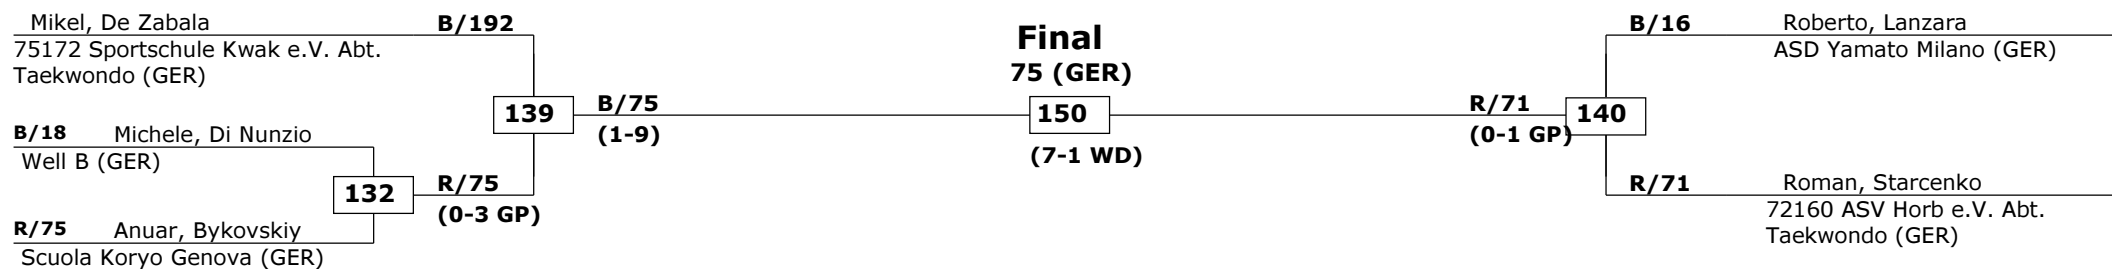 Mikel, De Zabala
B/192
75172 Sportschule Kwak e.V. Abt.
Taekwondo (GER)
B/18 Michele, Di Nunzio
Well B (GER)
R/75 Anuar, Bykovskiy
Scuola Koryo Genova (GER)
132
R/75
(0-3 GP)
139
B/75
(1-9)
Final
75 (GER)
150
(7-1 WD)
R/71
(0-1 GP)
140
B/16 Roberto, Lanzara
ASD Yamato Milano (GER)
R/71 Roman, Starcenko
72160 ASV Horb e.V. Abt.
Taekwondo (GER)